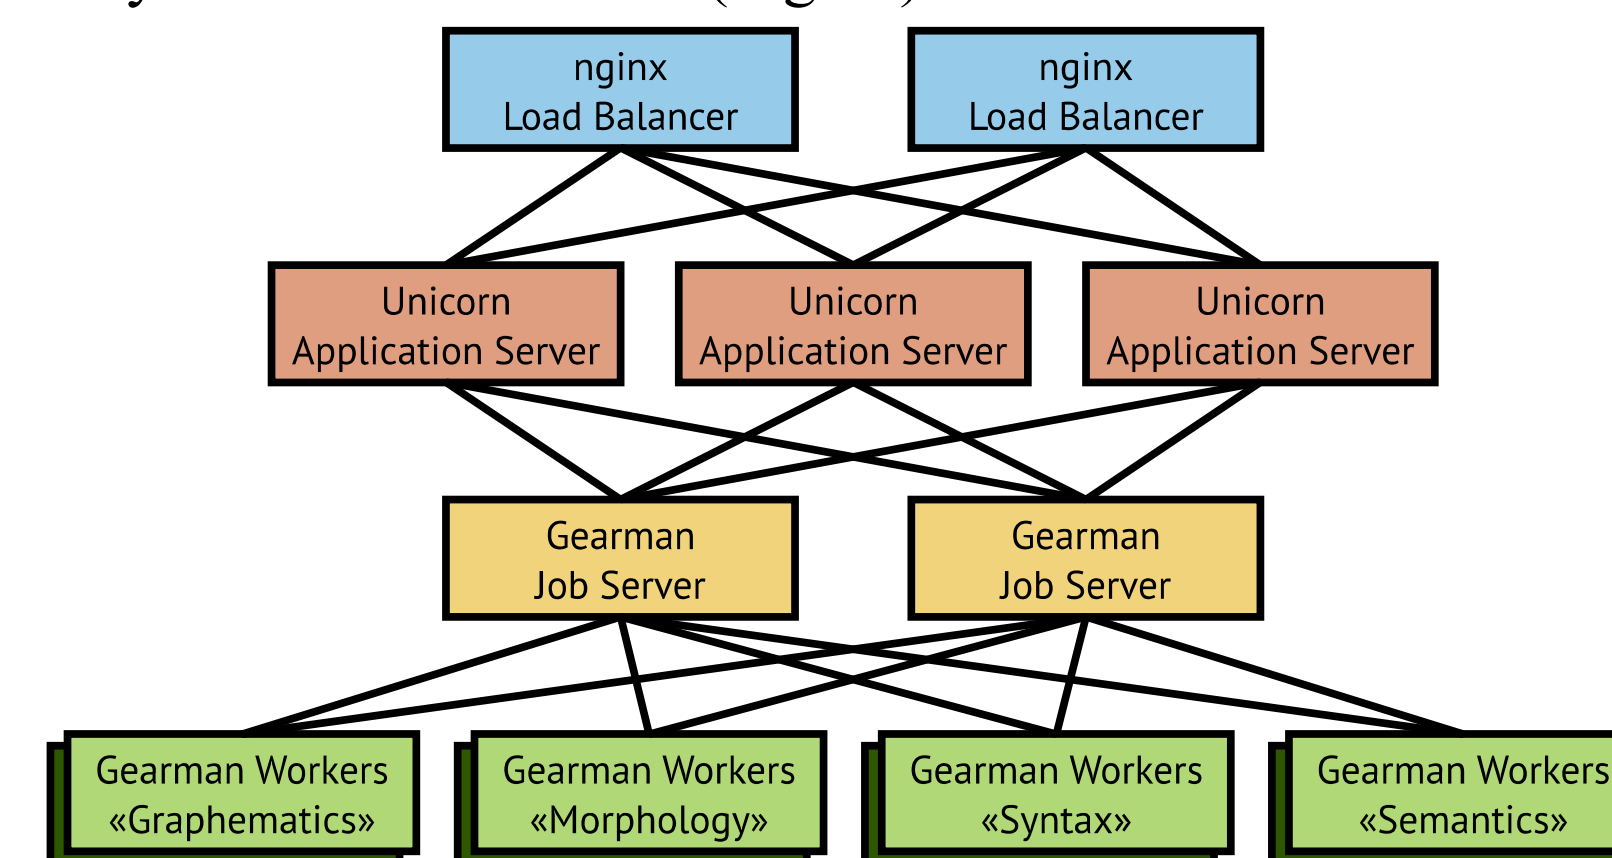 nginx
Load Balancer
nginx
Load Balancer
Unicorn
Application Server
Unicorn
Application Server
Unicorn
Application Server
Gearman
Job Server
Gearman
Job Server
Gearman Workers
«Graphematics»
Gearman Workers
«Morphology»
Gearman Workers
«Syntax»
Gearman Workers
«Semantics»